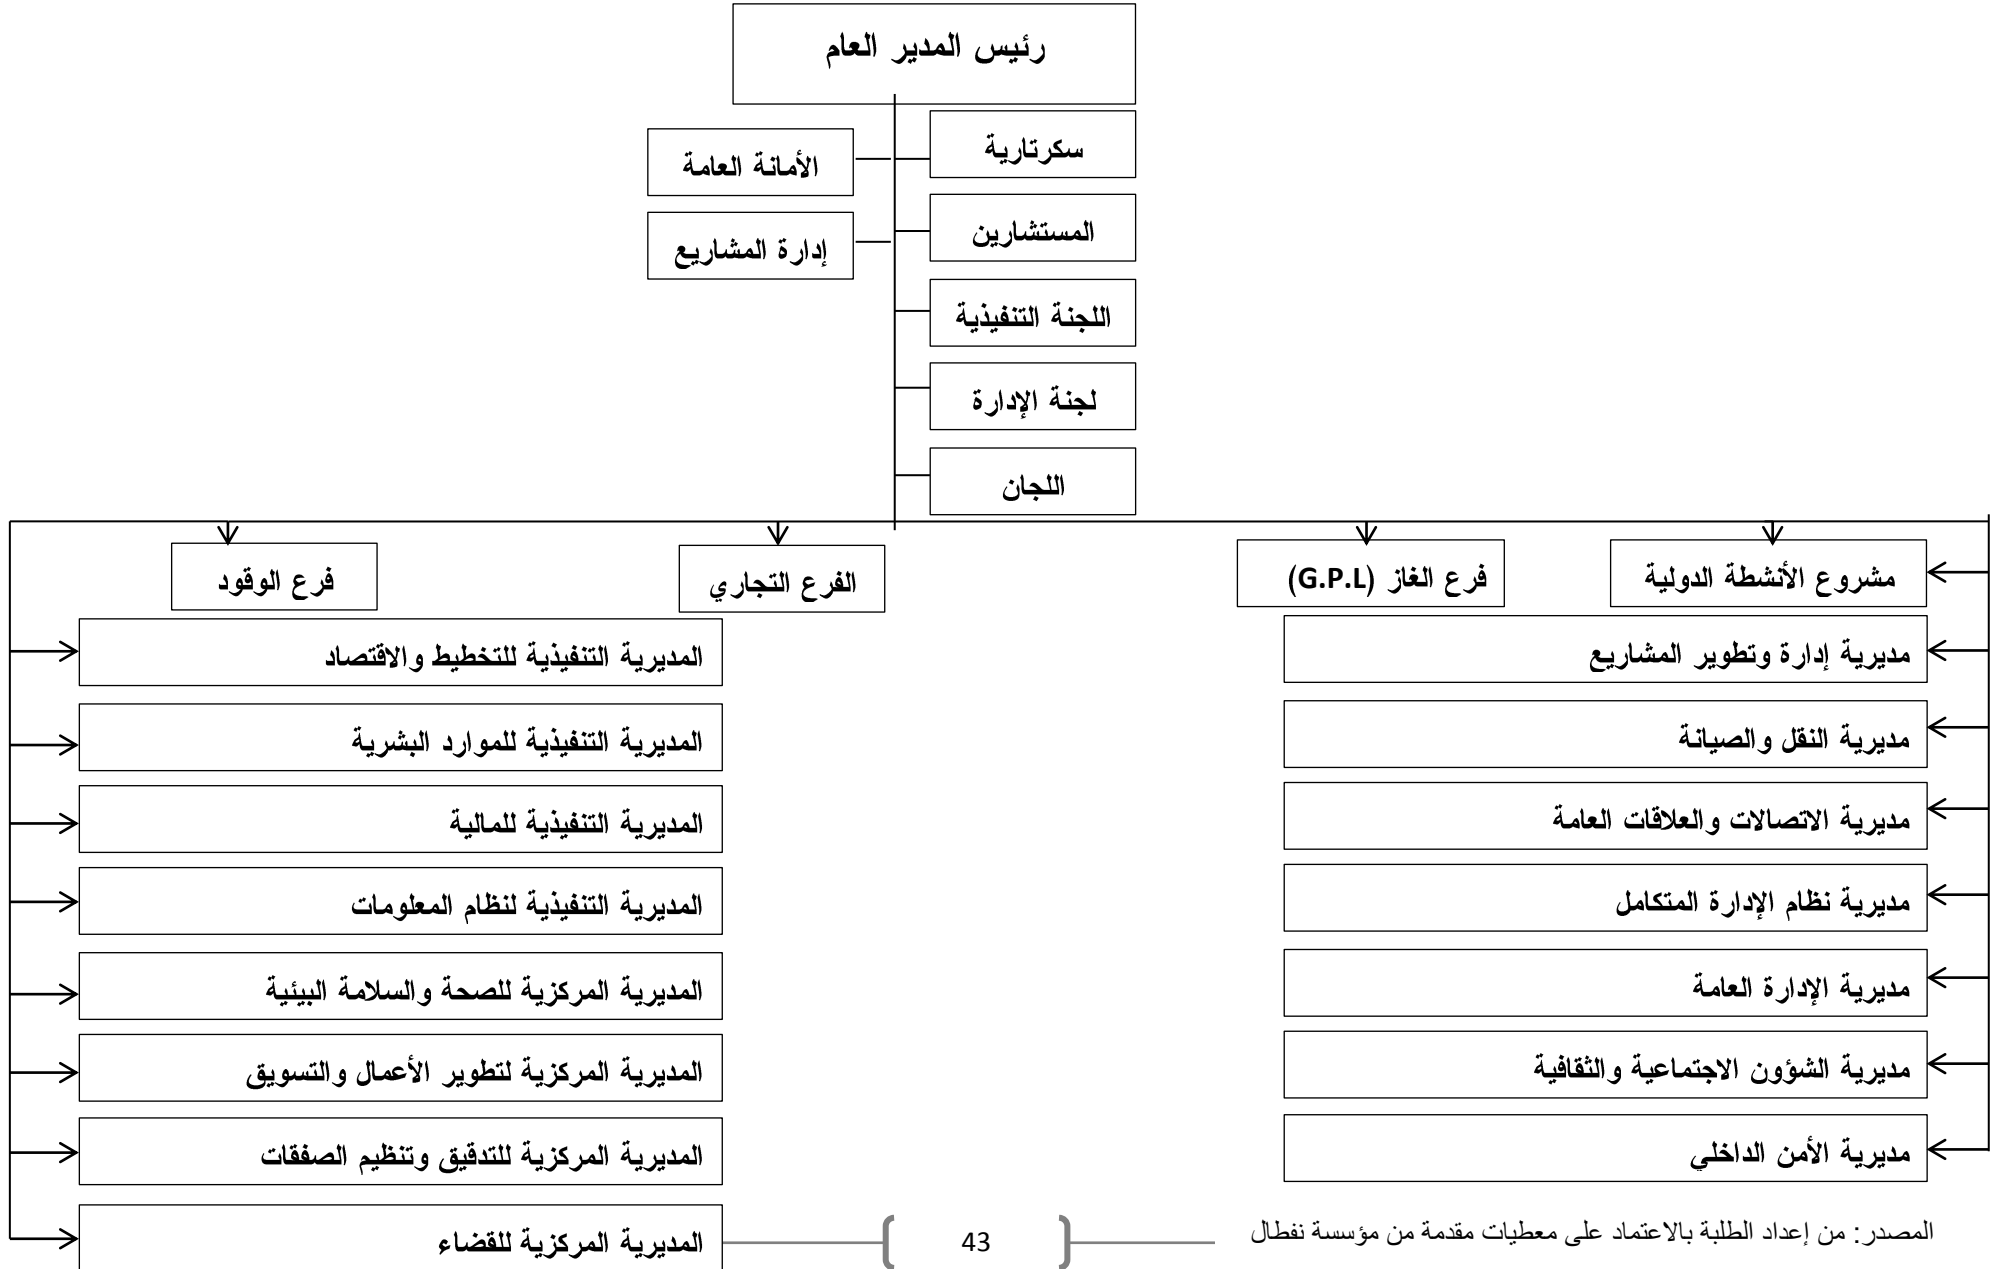 رئيس المدير العام
سكرتارية
الأمانة العامة
المستشارين
إدارة المشاريع
اللجنة التنفيذية
لجنة الإدارة
اللجان
مشروع الأنشطة الدولية
فرع الغاز (G.P.L)
الفرع التجاري
فرع الوقود
مديرية إدارة وتطوير المشاريع
المديرية التنفيذية للتخطيط والاقتصاد
مديرية النقل والصيانة
المديرية التنفيذية للموارد البشرية
مديرية الاتصالات والعلاقات العامة
المديرية التنفيذية للمالية
مديرية نظام الإدارة المتكامل
المديرية التنفيذية لنظام المعلومات
مديرية الإدارة العامة
المديرية المركزية للصحة والسلامة البيئية
مديرية الشؤون الاجتماعية والثقافية
المديرية المركزية لتطوير الأعمال والتسويق
مديرية الأمن الداخلي
المديرية المركزية للتدقيق وتنظيم الصفقات
المديرية المركزية للقضاء
المصدر: من إعداد الطلبة بالاعتماد على معطيات مقدمة من مؤسسة نفطال
43